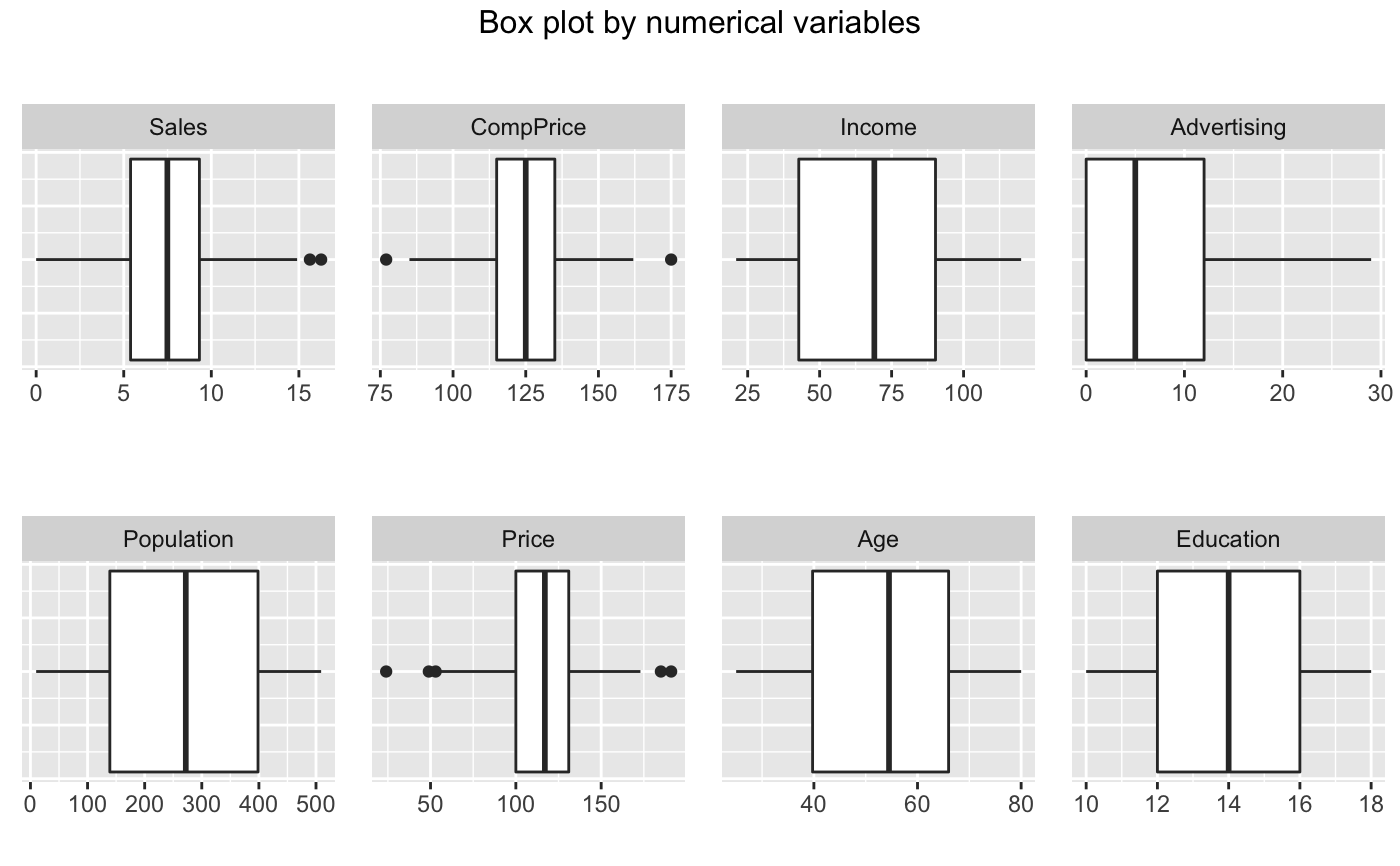 Box plot by numerical variables
Sales CompPrice Income Advertising
0 5 10 15 75 100 125 150 175 25 50 75 100 0 10 20 30
Population Price Age Education
0 100 200 300 400 500 50 100 150 40 60 80 10 12 14 16 18